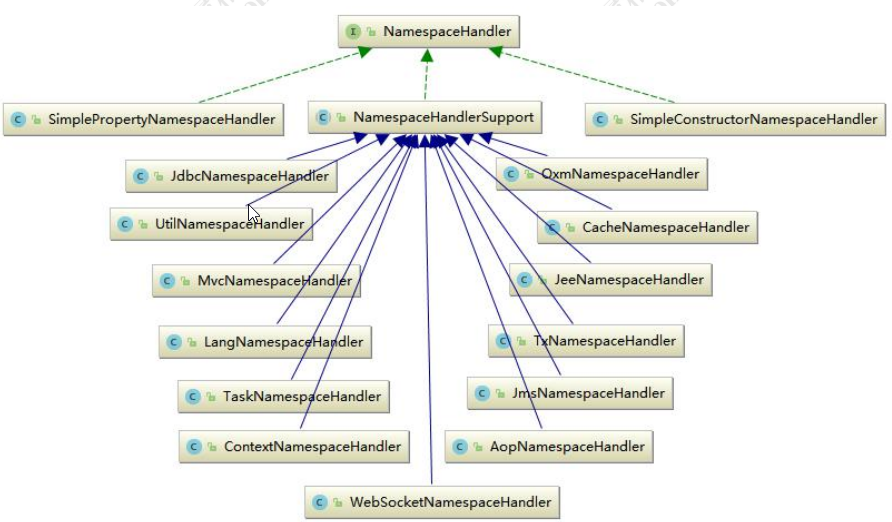 I NamespaceHandler
C SimplePropertyNamespaceHandler
C NamespaceHandlerSupport
C SimpleConstructorNamespaceHandler
C JdbcNamespaceHandler
C OxmNamespaceHandler
C UtilNamespaceHandler
C CacheNamespaceHandler
C MvcNamespaceHandler
C JeeNamespaceHandler
C LangNamespaceHandler
C TxNamespaceHandler
C TaskNamespaceHandler
C JmsNamespaceHandler
C ContextNamespaceHandler
C AopNamespaceHandler
C WebSocketNamespaceHandler